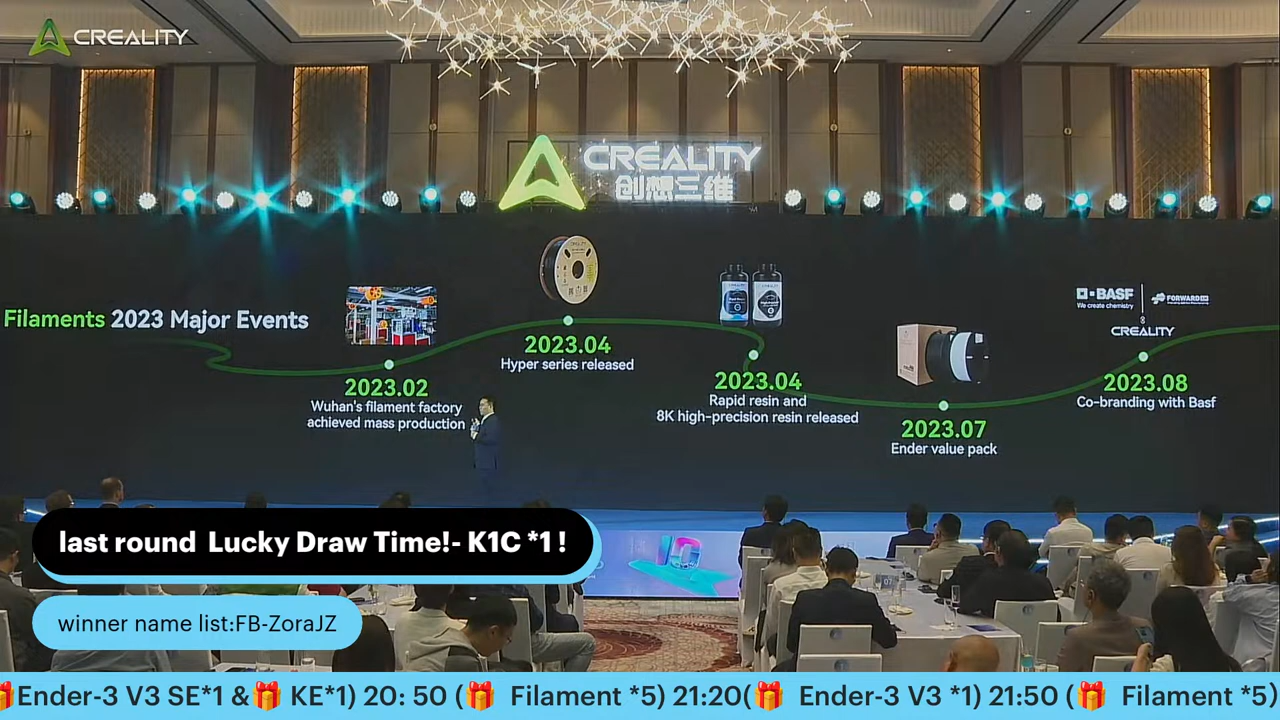 CREALITY
CREALITY
创想三维
Filaments 2023 Major Events
2023.02
Wuhan's filament factory
achieved mass production
2023.04
Hyper series released
2023.04
Rapid resin and
8K high-precision resin released
2023.07
Ender value pack
BASF
We create chemistry
FORWARD
CREALITY
2023.08
Co-branding with Basf
last round Lucky Draw Time!- K1C *1 !
winner name list:FB-ZoraJZ
🎁Ender-3 V3 SE*1 &🎁 KE*1) 20: 50 (🎁 Filament *5) 21:20(🎁 Ender-3 V3 *1) 21:50 (🎁 Filament *5)